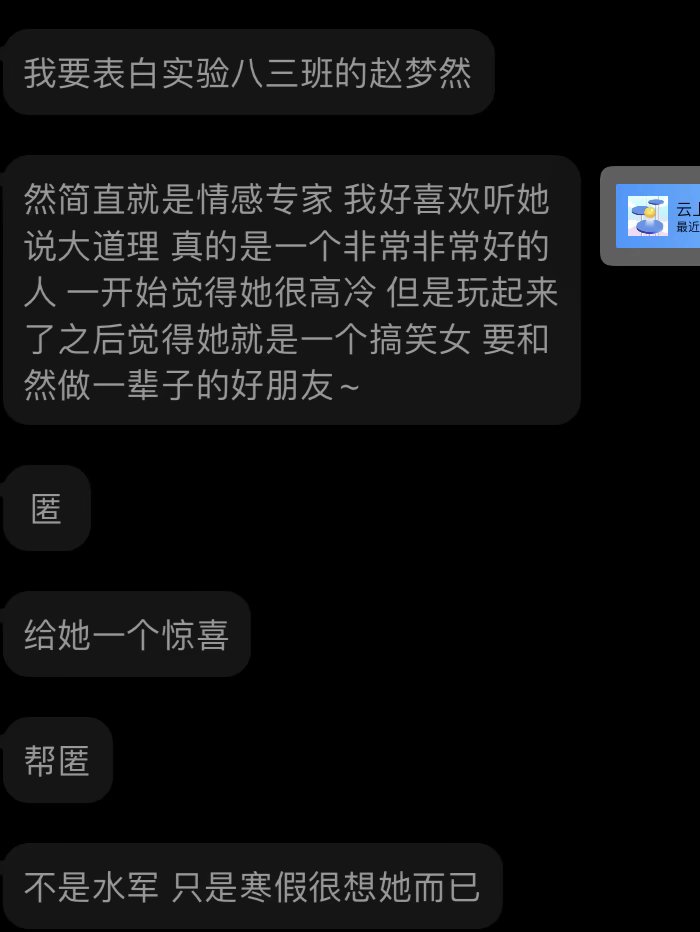 我要表白实验八三班的赵梦然
然简直就是情感专家 我好喜欢听她
说大道理 真的是一个非常非常好的
人 一开始觉得她很高冷 但是玩起来
了之后觉得她就是一个搞笑女 要和
然做一辈子的好朋友~
云上
最近
匿
给她一个惊喜
帮匿
不是水军 只是寒假很想她而已